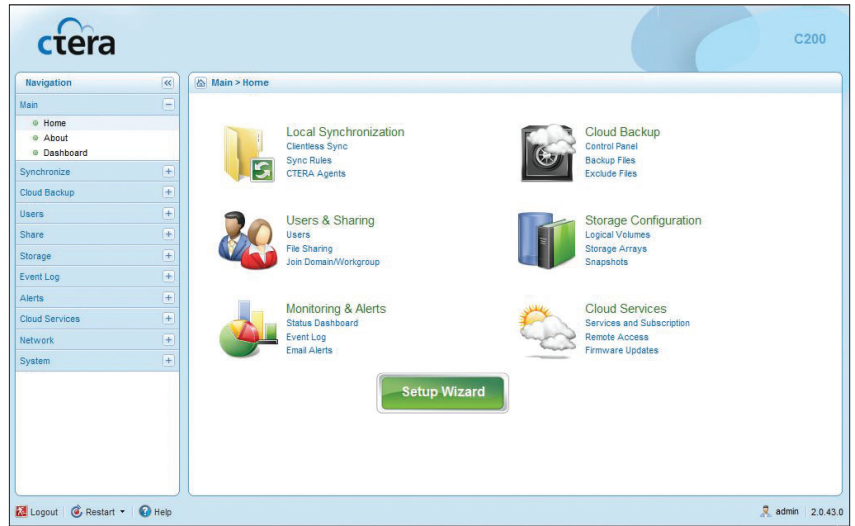 ctera
C200
Navigation
Main
Home
About
Dashboard
Synchronize
Cloud Backup
Users
Share
Storage
Event Log
Alerts
Cloud Services
Network
System
Main > Home
Local Synchronization
Clientless Sync
Sync Rules
CTERA Agents
Cloud Backup
Control Panel
Backup Files
Exclude Files
Users & Sharing
Users
File Sharing
Join Domain/Workgroup
Storage Configuration
Logical Volumes
Storage Arrays
Snapshots
Monitoring & Alerts
Status Dashboard
Event Log
Email Alerts
Cloud Services
Services and Subscription
Remote Access
Firmware Updates
Setup Wizard
Logout Restart Help
admin 2.0.43.0